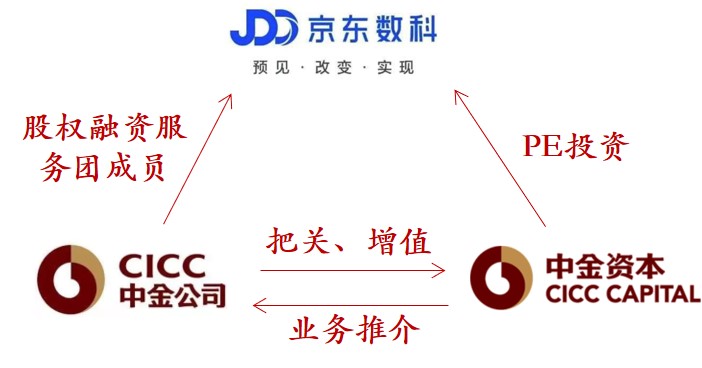 JDD 京东数科
预见·改变·实现
股权融资服
务团成员
PE投资
CICC
中金公司
把关、增值
业务推介
中金资本
CICC CAPITAL